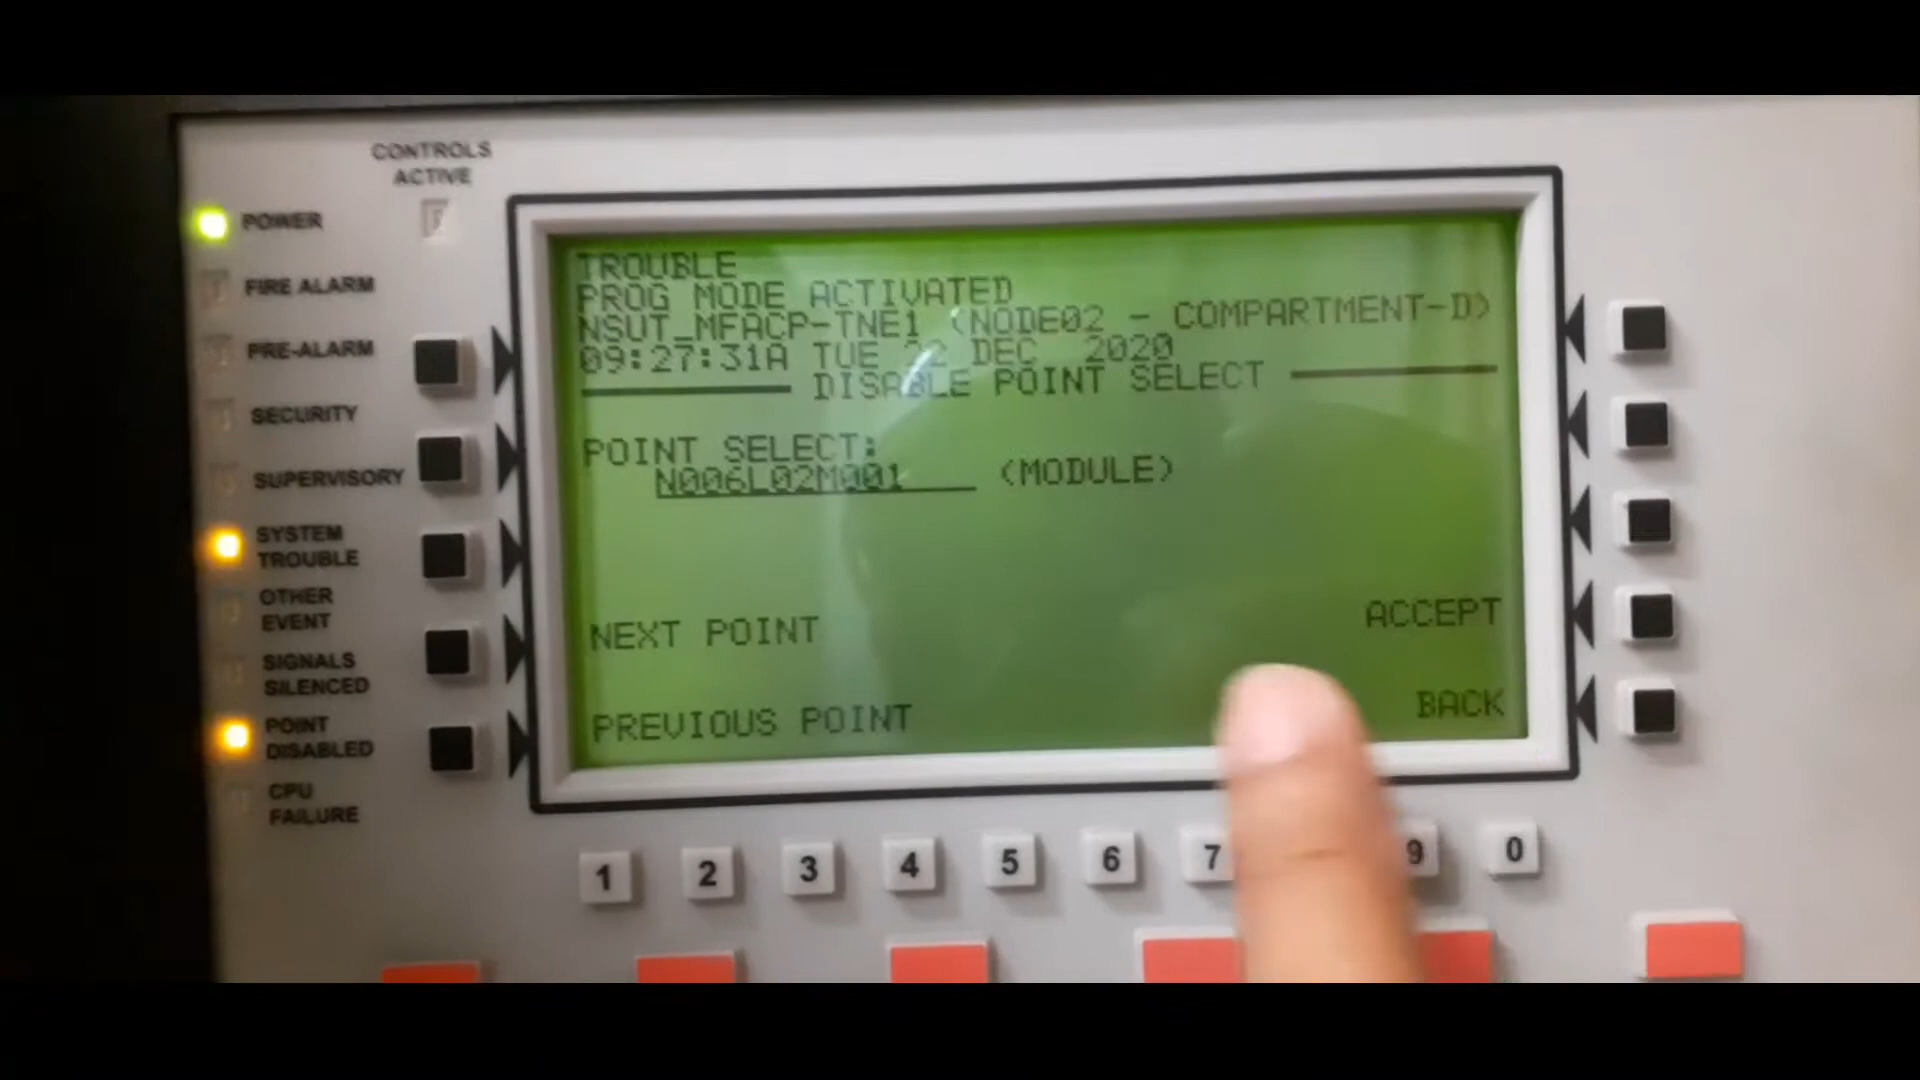 CONTROLS
ACTIVE
POWER
FIRE ALARM
PRE-ALARM
SECURITY
SUPERVISORY
SYSTEM
TROUBLE
OTHER
EVENT
SIGNALS
SILENCED
POINT
DISABLED
CPU
FAILURE
TROUBLE
PROG MODE ACTIVATED
NSUT_MFACP-TNE1 (NODE02 - COMPARTMENT-D)
09:27:31A TUE DEC 2020
DISABLE POINT SELECT
POINT SELECT:
N006L02M001 (MODULE)
NEXT POINT
ACCEPT
PREVIOUS POINT
BACK
1 2 3 4 5 6 7 9 0